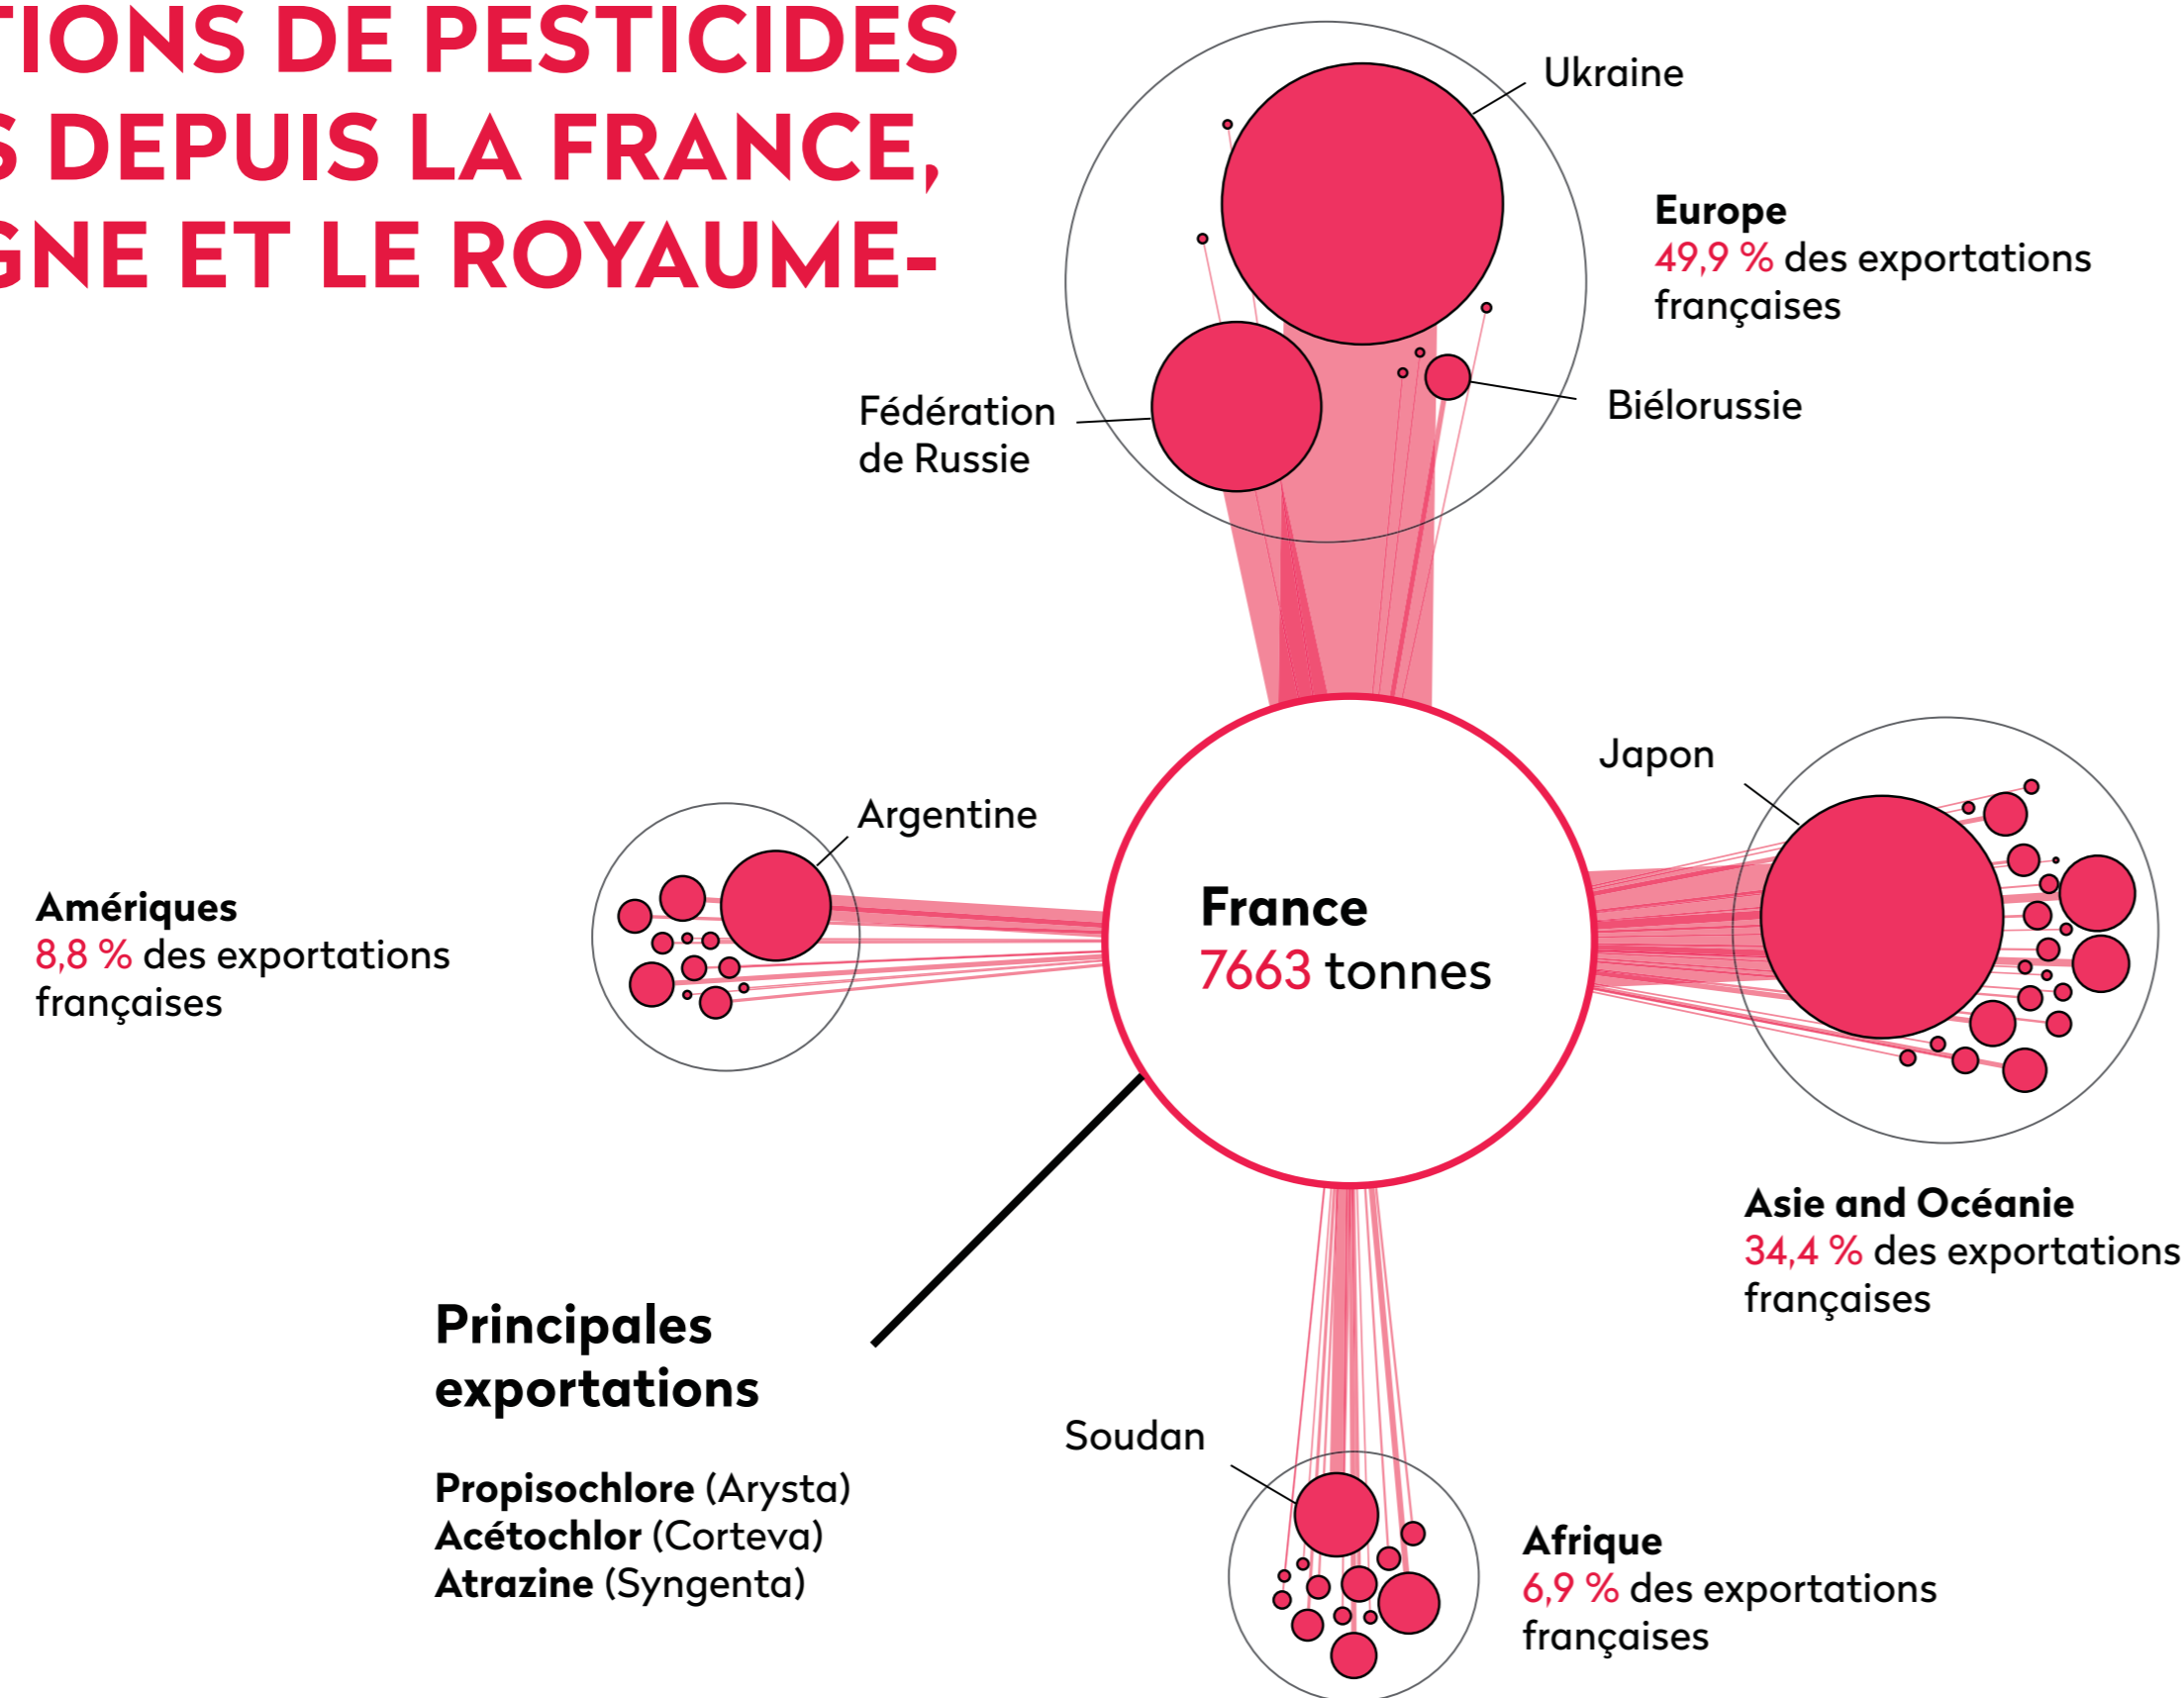 TIONS DE PESTICIDES
S DEPUIS LA FRANCE,
GNE ET LE ROYAUME-
Ukraine
Europe
49,9 % des exportations
françaises
Fédération
de Russie
Biélorussie
Japon
Argentine
Amériques
8,8 % des exportations
françaises
France
7663 tonnes
Asie and Océanie
34,4 % des exportations
françaises
Principales
exportations
Propisochlore (Arysta)
Acétochlor (Corteva)
Atrazine (Syngenta)
Soudan
Afrique
6,9 % des exportations
françaises